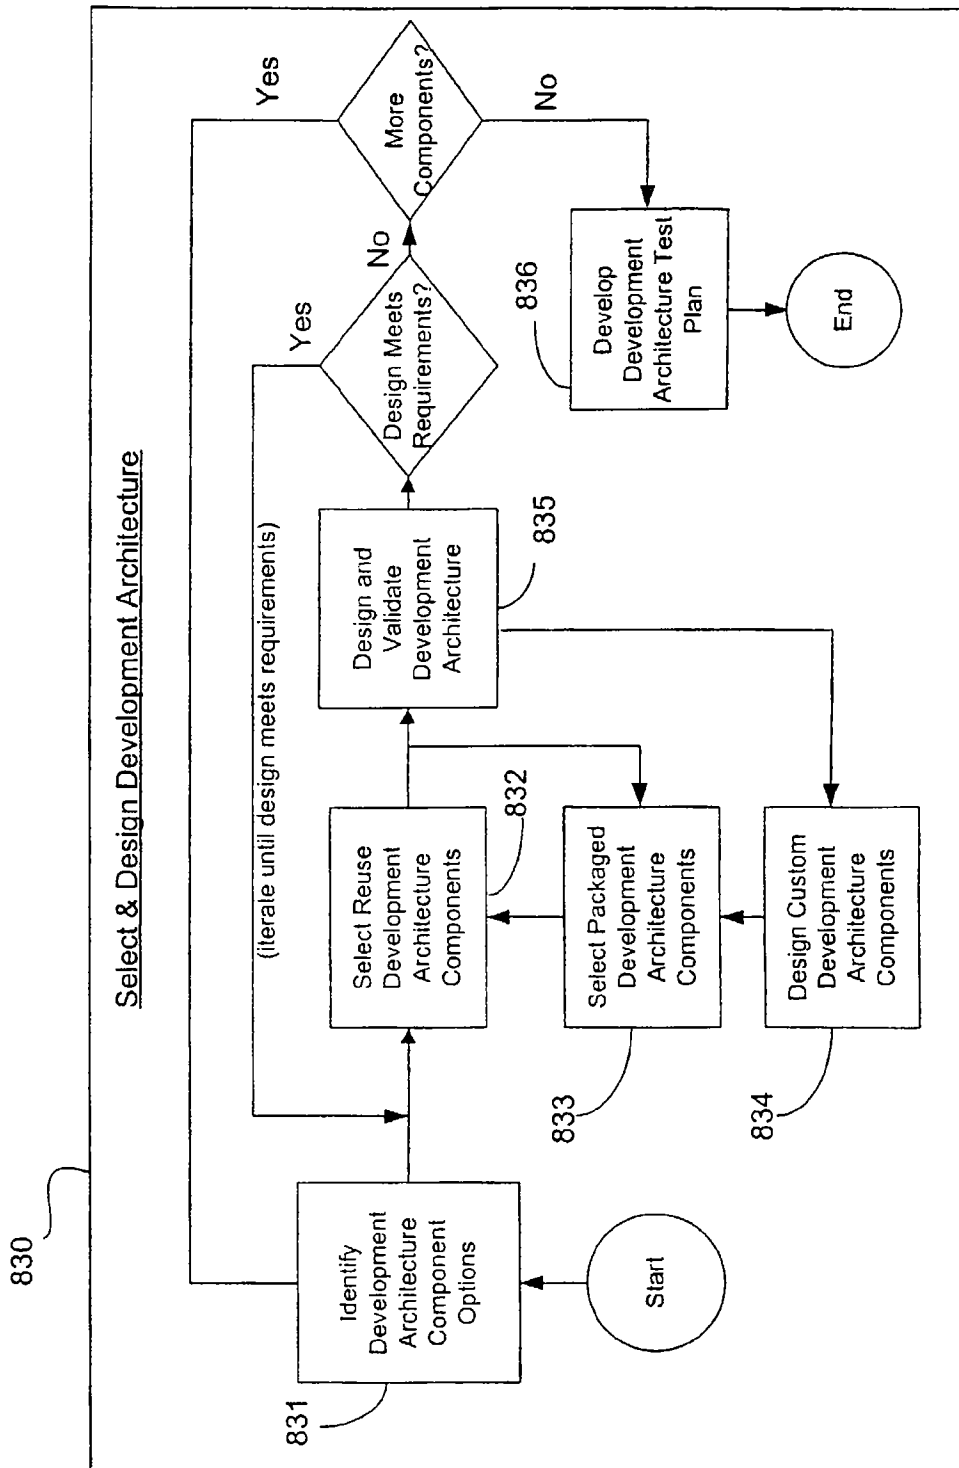 830
Select & Design Development Architecture
Yes
(iterate until design meets requirements)
Yes
831
Identify
Development
Architecture
Component
Options
Select Reuse
Development
Architecture
Components
832
Design and
Validate
Development
Architecture
835
Design Meets
Requirements?
No
More
Components?
No
Start
833
Select Packaged
Development
Architecture
Components
834
Design Custom
Development
Architecture
Components
836
Develop
Development
Architecture Test
Plan
End